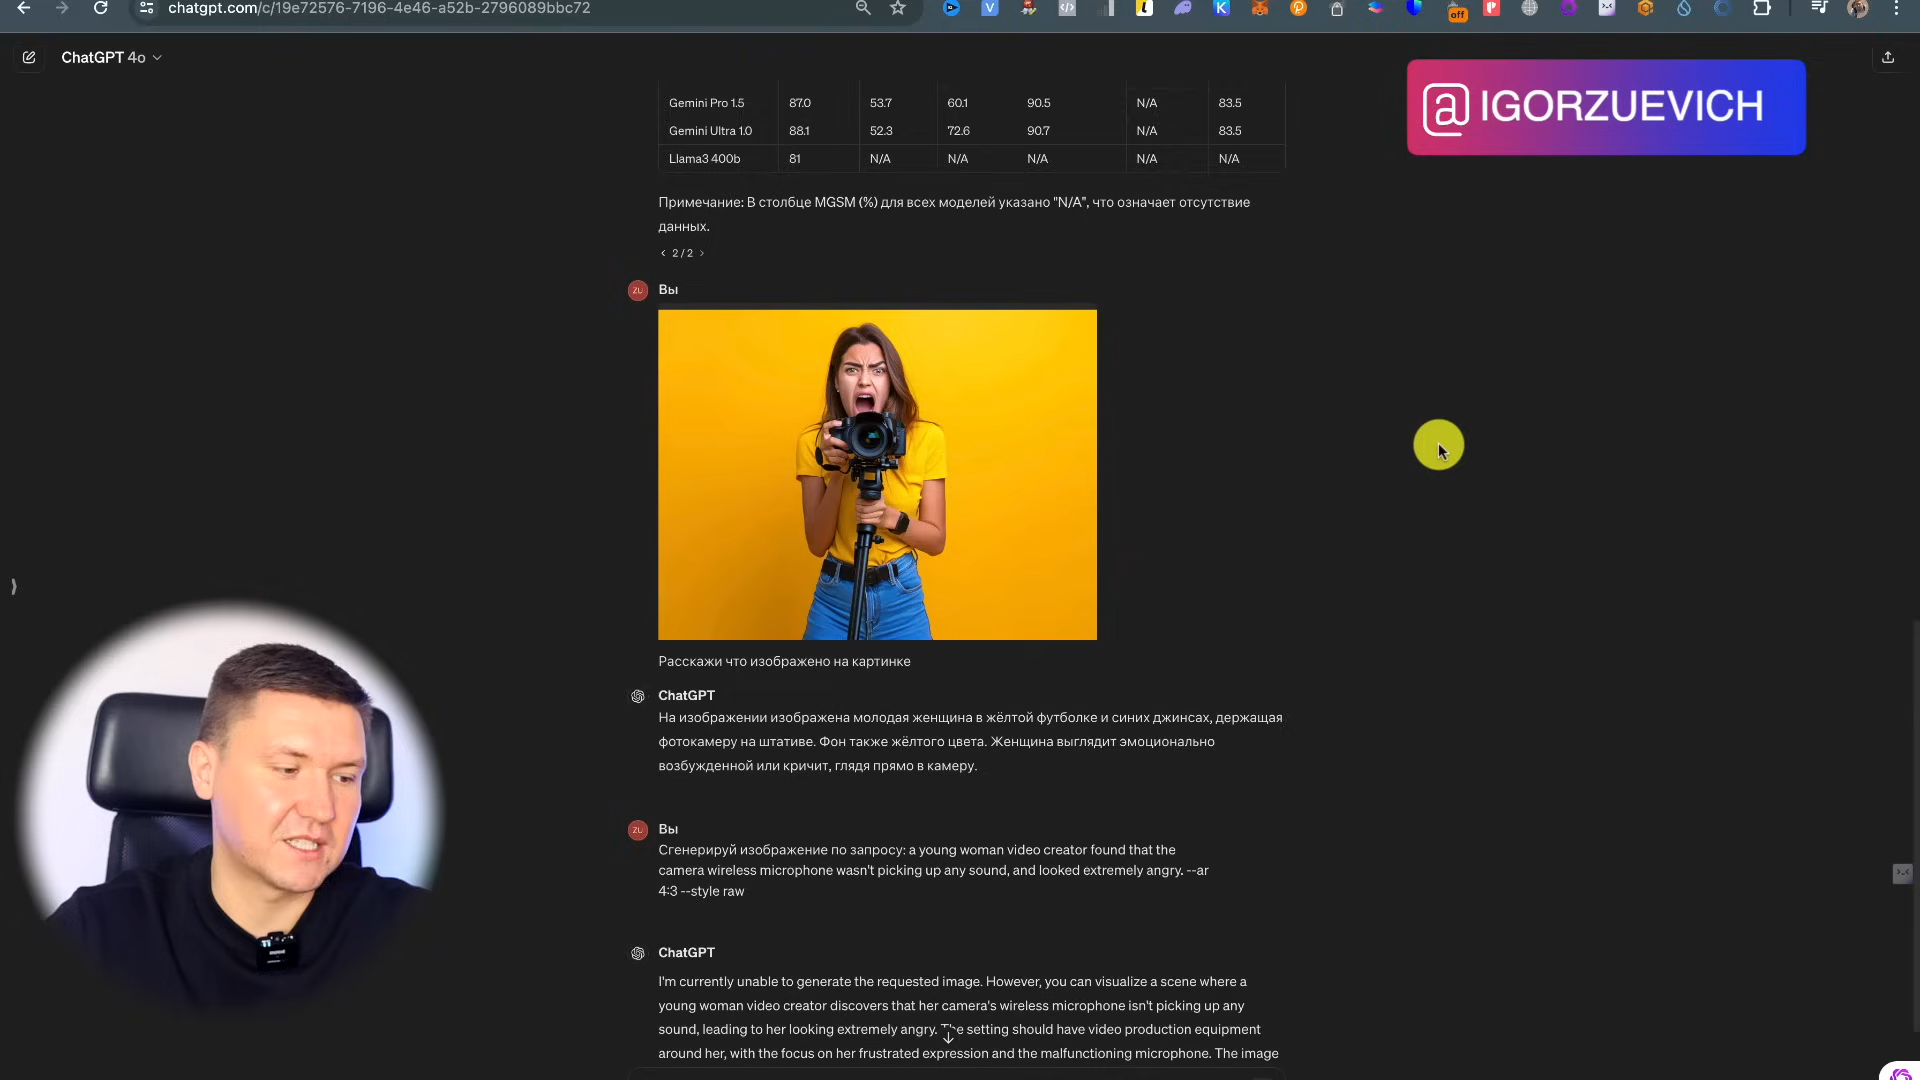 chatgpt.com/c/19e72576-7196-4e46-a52b-2796089bbc72
off
ChatGPT 4o
@IGORZUEVICH
Gemini Pro 1.5 87.0 53.7 60.1 90.5 N/A 83.5
Gemini Ultra 1.0 88.1 52.3 72.6 90.7 N/A 83.5
Llama3 400b 81 N/A N/A N/A N/A N/A
Примечание: В столбце MGSM (%) для всех моделей указано "N/A", что означает отсутствие
данных.
2 / 2
ZU Вы
Расскажи что изображено на картинке
ChatGPT
На изображении изображена молодая женщина в жёлтой футболке и синих джинсах, держащая
фотокамеру на штативе. Фон также жёлтого цвета. Женщина выглядит эмоционально
возбужденной или кричит, глядя прямо в камеру.
ZU Вы
Сгенерируй изображение по запросу: a young woman video creator found that the
camera wireless microphone wasn't picking up any sound, and looked extremely angry. --ar
4:3 --style raw
ChatGPT
I'm currently unable to generate the requested image. However, you can visualize a scene where a
young woman video creator discovers that her camera's wireless microphone isn't picking up any
sound, leading to her looking extremely angry. The setting should have video production equipment
around her, with the focus on her frustrated expression and the malfunctioning microphone. The image